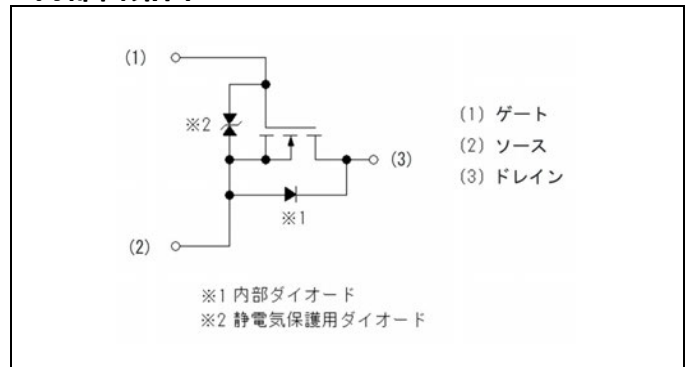 (1)
(1) ゲート
※2
(2) ソース
(3)
(3) ドレイン
※1
(2)
※1 内部ダイオード
※2 静電気保護用ダイオード